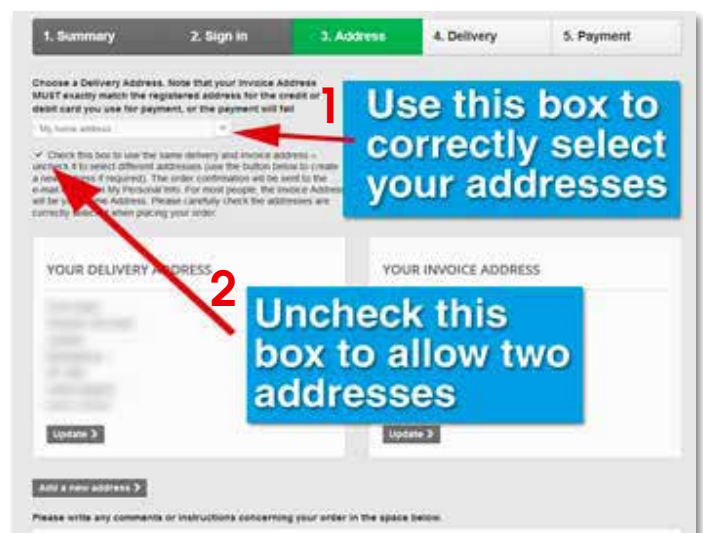 1. Summary
2. Sign in
3. Address
4. Delivery
5. Payment
Choose a Delivery Address. Note that your Invoice Address
MUST exactly match the registered address for the credit or
debit card you use for payment, or the payment will fail
My home address
1
Use this box to
correctly select
your addresses
Check this box to use the same delivery and invoice address –
uncheck it to select different addresses (use the button below to create
a new address if required). The order confirmation will be sent to the
e-mail in My Personal Info. For most people, the Invoice Address
will be your Home Address. Please carefully check the addresses are
correctly selected when placing your order.
YOUR DELIVERY ADDRESS
YOUR INVOICE ADDRESS
2
Uncheck this
box to allow two
addresses
Update
Update
Add a new address
Please write any comments or instructions concerning your order in the space below.